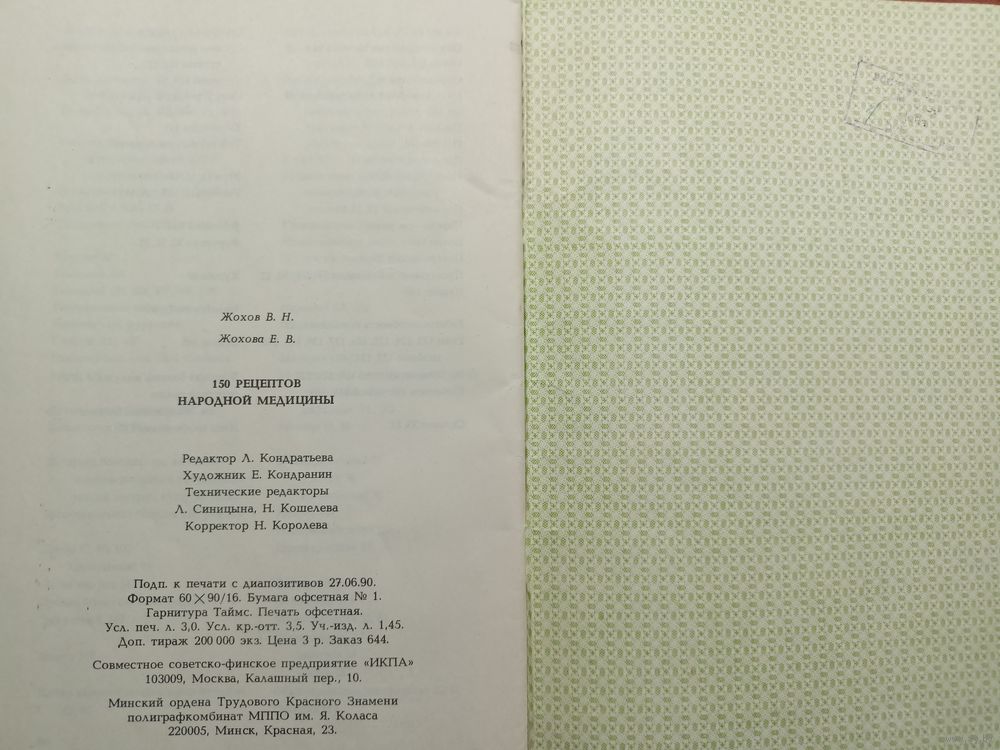 Жохов В. Н.
Жохова Е. В.
150 РЕЦЕПТОВ
НАРОДНОЙ МЕДИЦИНЫ
Редактор Л. Кондратьева
Художник Е. Кондранин
Технические редакторы
Л. Синицына, Н. Кошелева
Корректор Н. Королева
Подп. к печати с диапозитивов 27.06.90.
Формат 60×90/16. Бумага офсетная № 1.
Гарнитура Таймс. Печать офсетная.
Усл. печ. л. 3,0. Усл. кр.-отт. 3,5. Уч.-изд. л. 1,45.
Доп. тираж 200 000 экз. Цена 3 р. Заказ 644.
Совместное советско-финское предприятие «ИКПА»
103009, Москва, Калашный пер., 10.
Минский ордена Трудового Красного Знамени
полиграфкомбинат МППО им. Я. Коласа
220005, Минск, Красная, 23.